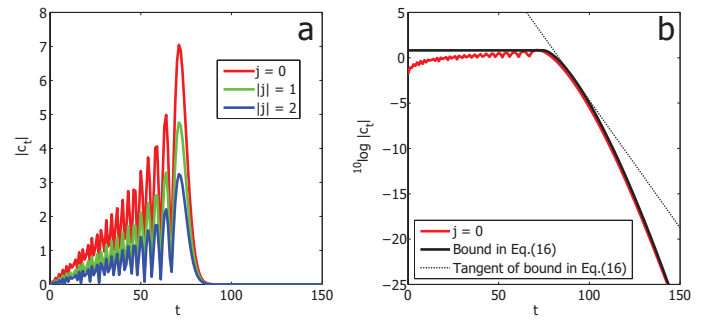 a
8
7
6
5
4
3
2
1
0
|c_t|
j = 0
|j| = 1
|j| = 2
0 50 100 150
t
b
5
0
−5
−10
−15
−20
−25
^{10}log |c_t|
j = 0
Bound in Eq.(16)
Tangent of bound in Eq.(16)
0 50 100 150
t